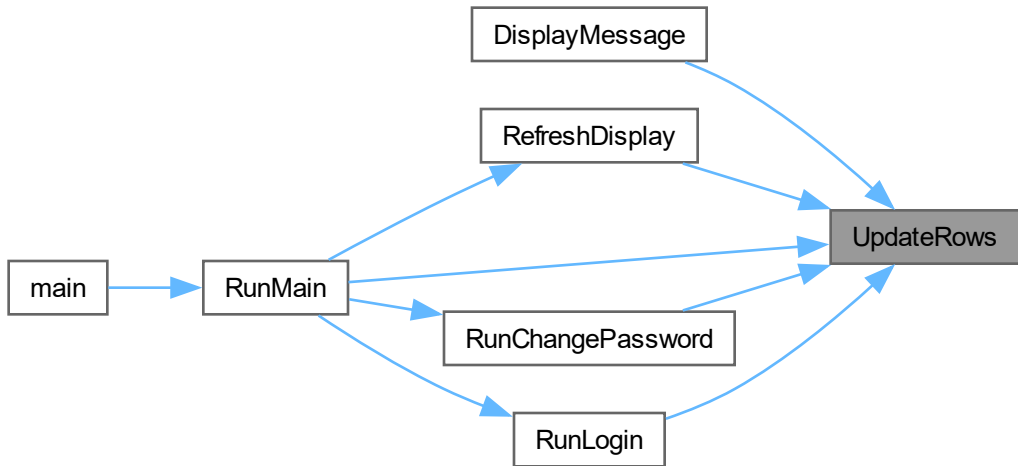 DisplayMessage
RefreshDisplay
UpdateRows
main
RunMain
RunChangePassword
RunLogin